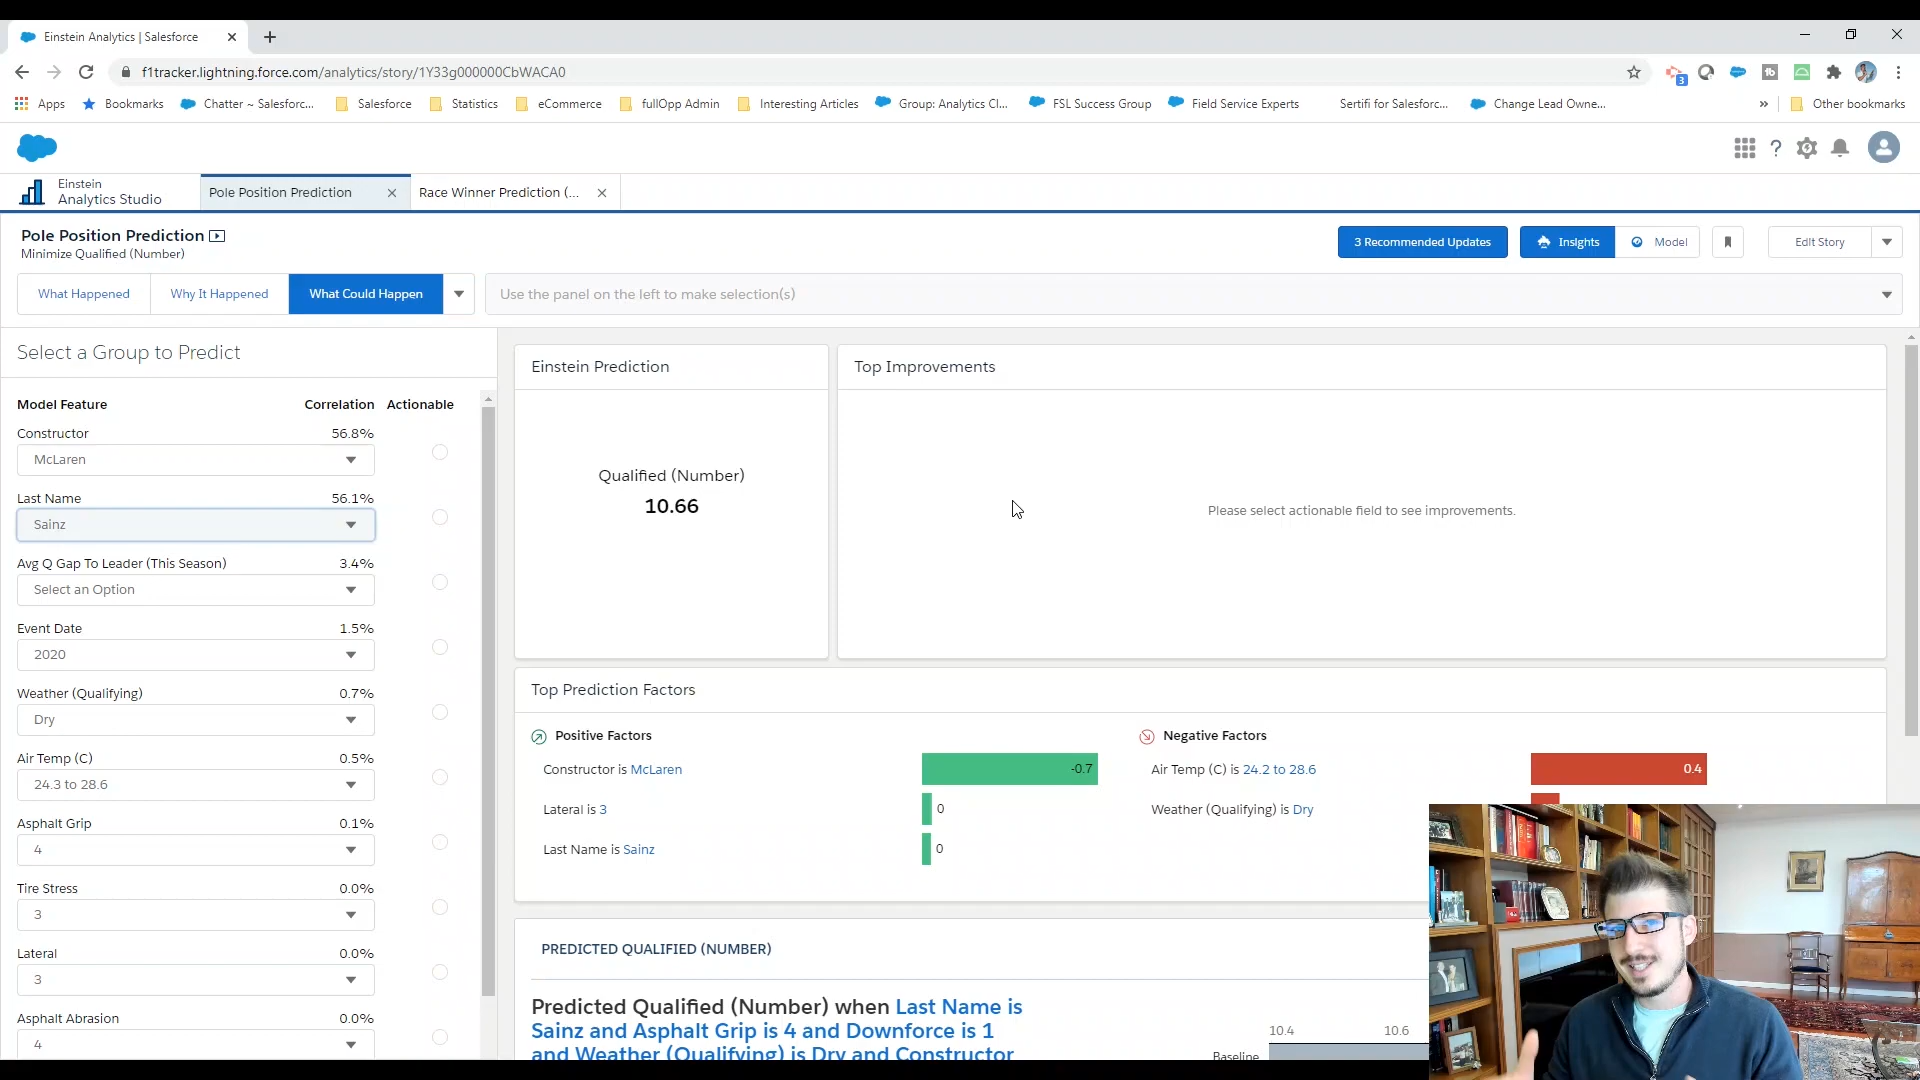 Einstein Analytics | Salesforce
f1tracker.lightning.force.com/analytics/story/1Y33g000000CbWACA0
3
Apps
Bookmarks
Chatter ~ Salesforc...
Salesforce
Statistics
eCommerce
fullOpp Admin
Interesting Articles
Group: Analytics Cl...
FSL Success Group
Field Service Experts
Sertifi for Salesforc...
Change Lead Owne...
»
Other bookmarks
Einstein
Analytics Studio
Pole Position Prediction
Race Winner Prediction (...
Pole Position Prediction
Minimize Qualified (Number)
3 Recommended Updates
Insights
Model
Edit Story
What Happened
Why It Happened
What Could Happen
Use the panel on the left to make selection(s)
Select a Group to Predict
Model Feature Correlation Actionable
Constructor 56.8%
McLaren
Last Name 56.1%
Sainz
Avg Q Gap To Leader (This Season) 3.4%
Select an Option
Event Date 1.5%
2020
Weather (Qualifying) 0.7%
Dry
Air Temp (C) 0.5%
24.3 to 28.6
Asphalt Grip 0.1%
4
Tire Stress 0.0%
3
Lateral 0.0%
3
Asphalt Abrasion 0.0%
4
Einstein Prediction
Qualified (Number)
10.66
Top Improvements
Please select actionable field to see improvements.
Top Prediction Factors
Positive Factors
Constructor is McLaren -0.7
Lateral is 3 0
Last Name is Sainz 0
Negative Factors
Air Temp (C) is 24.2 to 28.6 0.4
Weather (Qualifying) is Dry
PREDICTED QUALIFIED (NUMBER)
Predicted Qualified (Number) when Last Name is
Sainz and Asphalt Grip is 4 and Downforce is 1
and Weather (Qualifying) is Dry and Constructor
10.4 10.6
Baseline